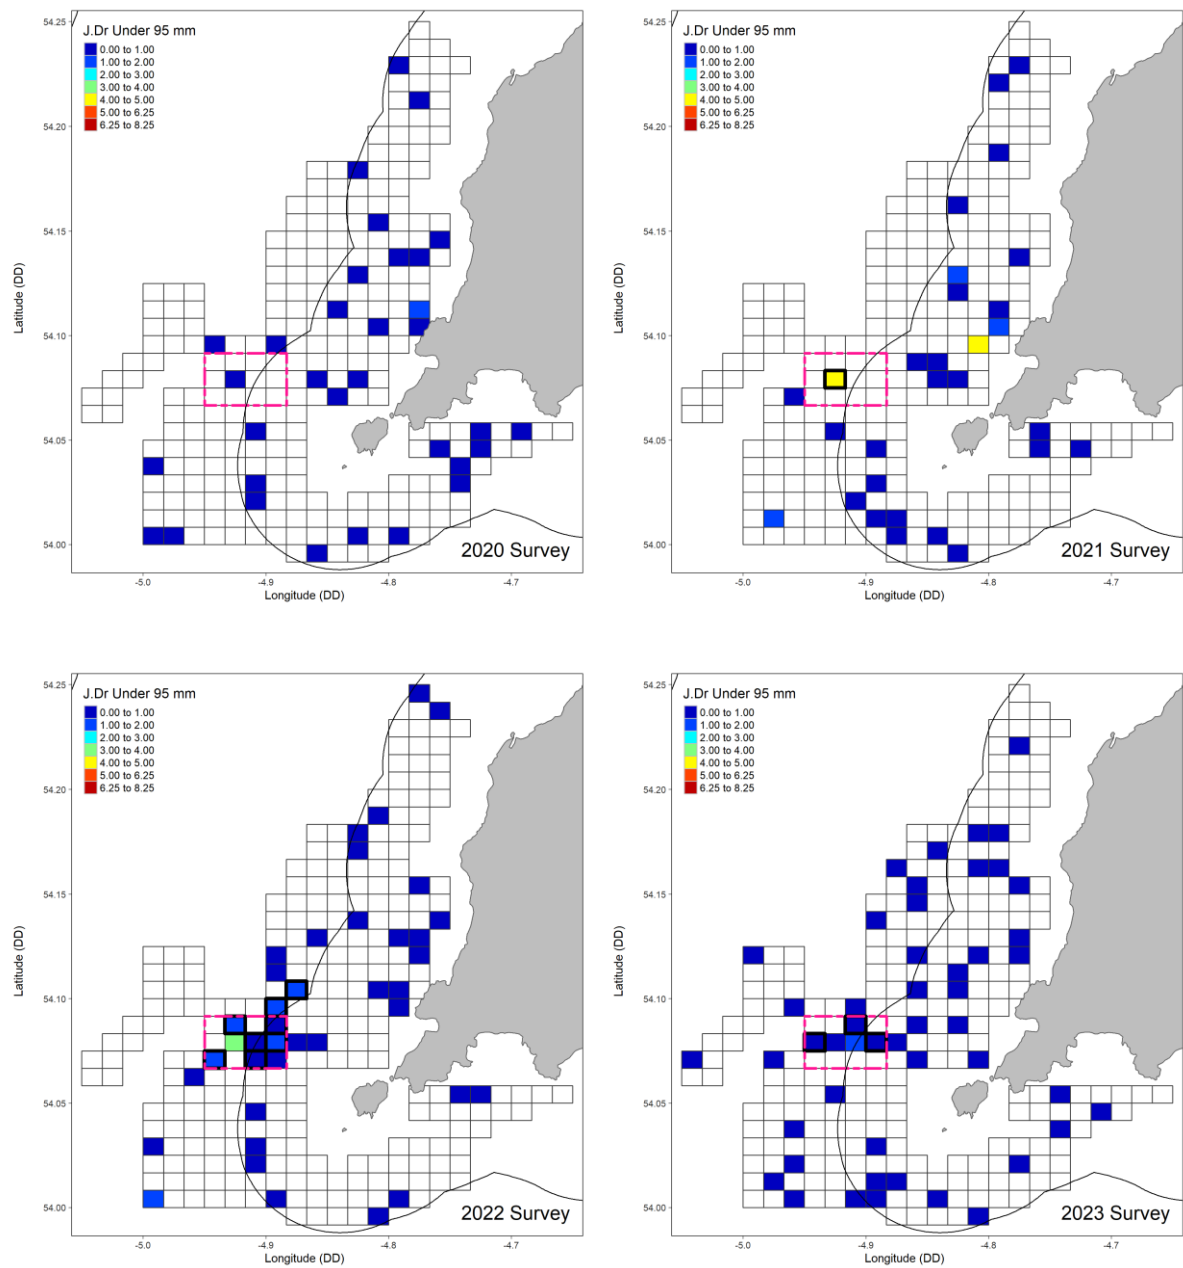 J.Dr Under 95 mm
0.00 to 1.00
1.00 to 2.00
2.00 to 3.00
3.00 to 4.00
4.00 to 5.00
5.00 to 6.25
6.25 to 8.25
54.25
54.20
54.15
54.10
54.05
54.00
Latitude (DD)
2020 Survey
-5.0 -4.9 -4.8 -4.7
Longitude (DD)
J.Dr Under 95 mm
0.00 to 1.00
1.00 to 2.00
2.00 to 3.00
3.00 to 4.00
4.00 to 5.00
5.00 to 6.25
6.25 to 8.25
54.25
54.20
54.15
54.10
54.05
54.00
Latitude (DD)
2021 Survey
-5.0 -4.9 -4.8 -4.7
Longitude (DD)
J.Dr Under 95 mm
0.00 to 1.00
1.00 to 2.00
2.00 to 3.00
3.00 to 4.00
4.00 to 5.00
5.00 to 6.25
6.25 to 8.25
54.25
54.20
54.15
54.10
54.05
54.00
Latitude (DD)
2022 Survey
-5.0 -4.9 -4.8 -4.7
Longitude (DD)
J.Dr Under 95 mm
0.00 to 1.00
1.00 to 2.00
2.00 to 3.00
3.00 to 4.00
4.00 to 5.00
5.00 to 6.25
6.25 to 8.25
54.25
54.20
54.15
54.10
54.05
54.00
Latitude (DD)
2023 Survey
-5.0 -4.9 -4.8 -4.7
Longitude (DD)